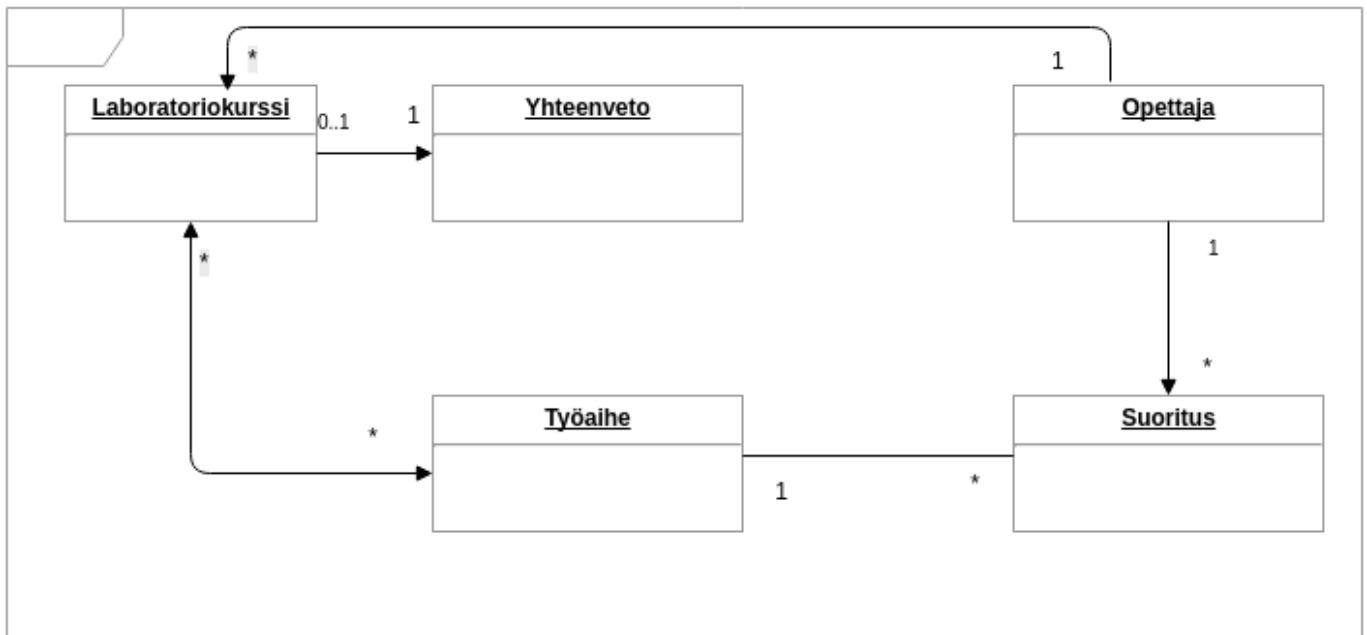 *
1
Laboratoriokurssi
0..1
1
Yhteenveto
Opettaja
*
1
*
*
Työaihe
Suoritus
1
*